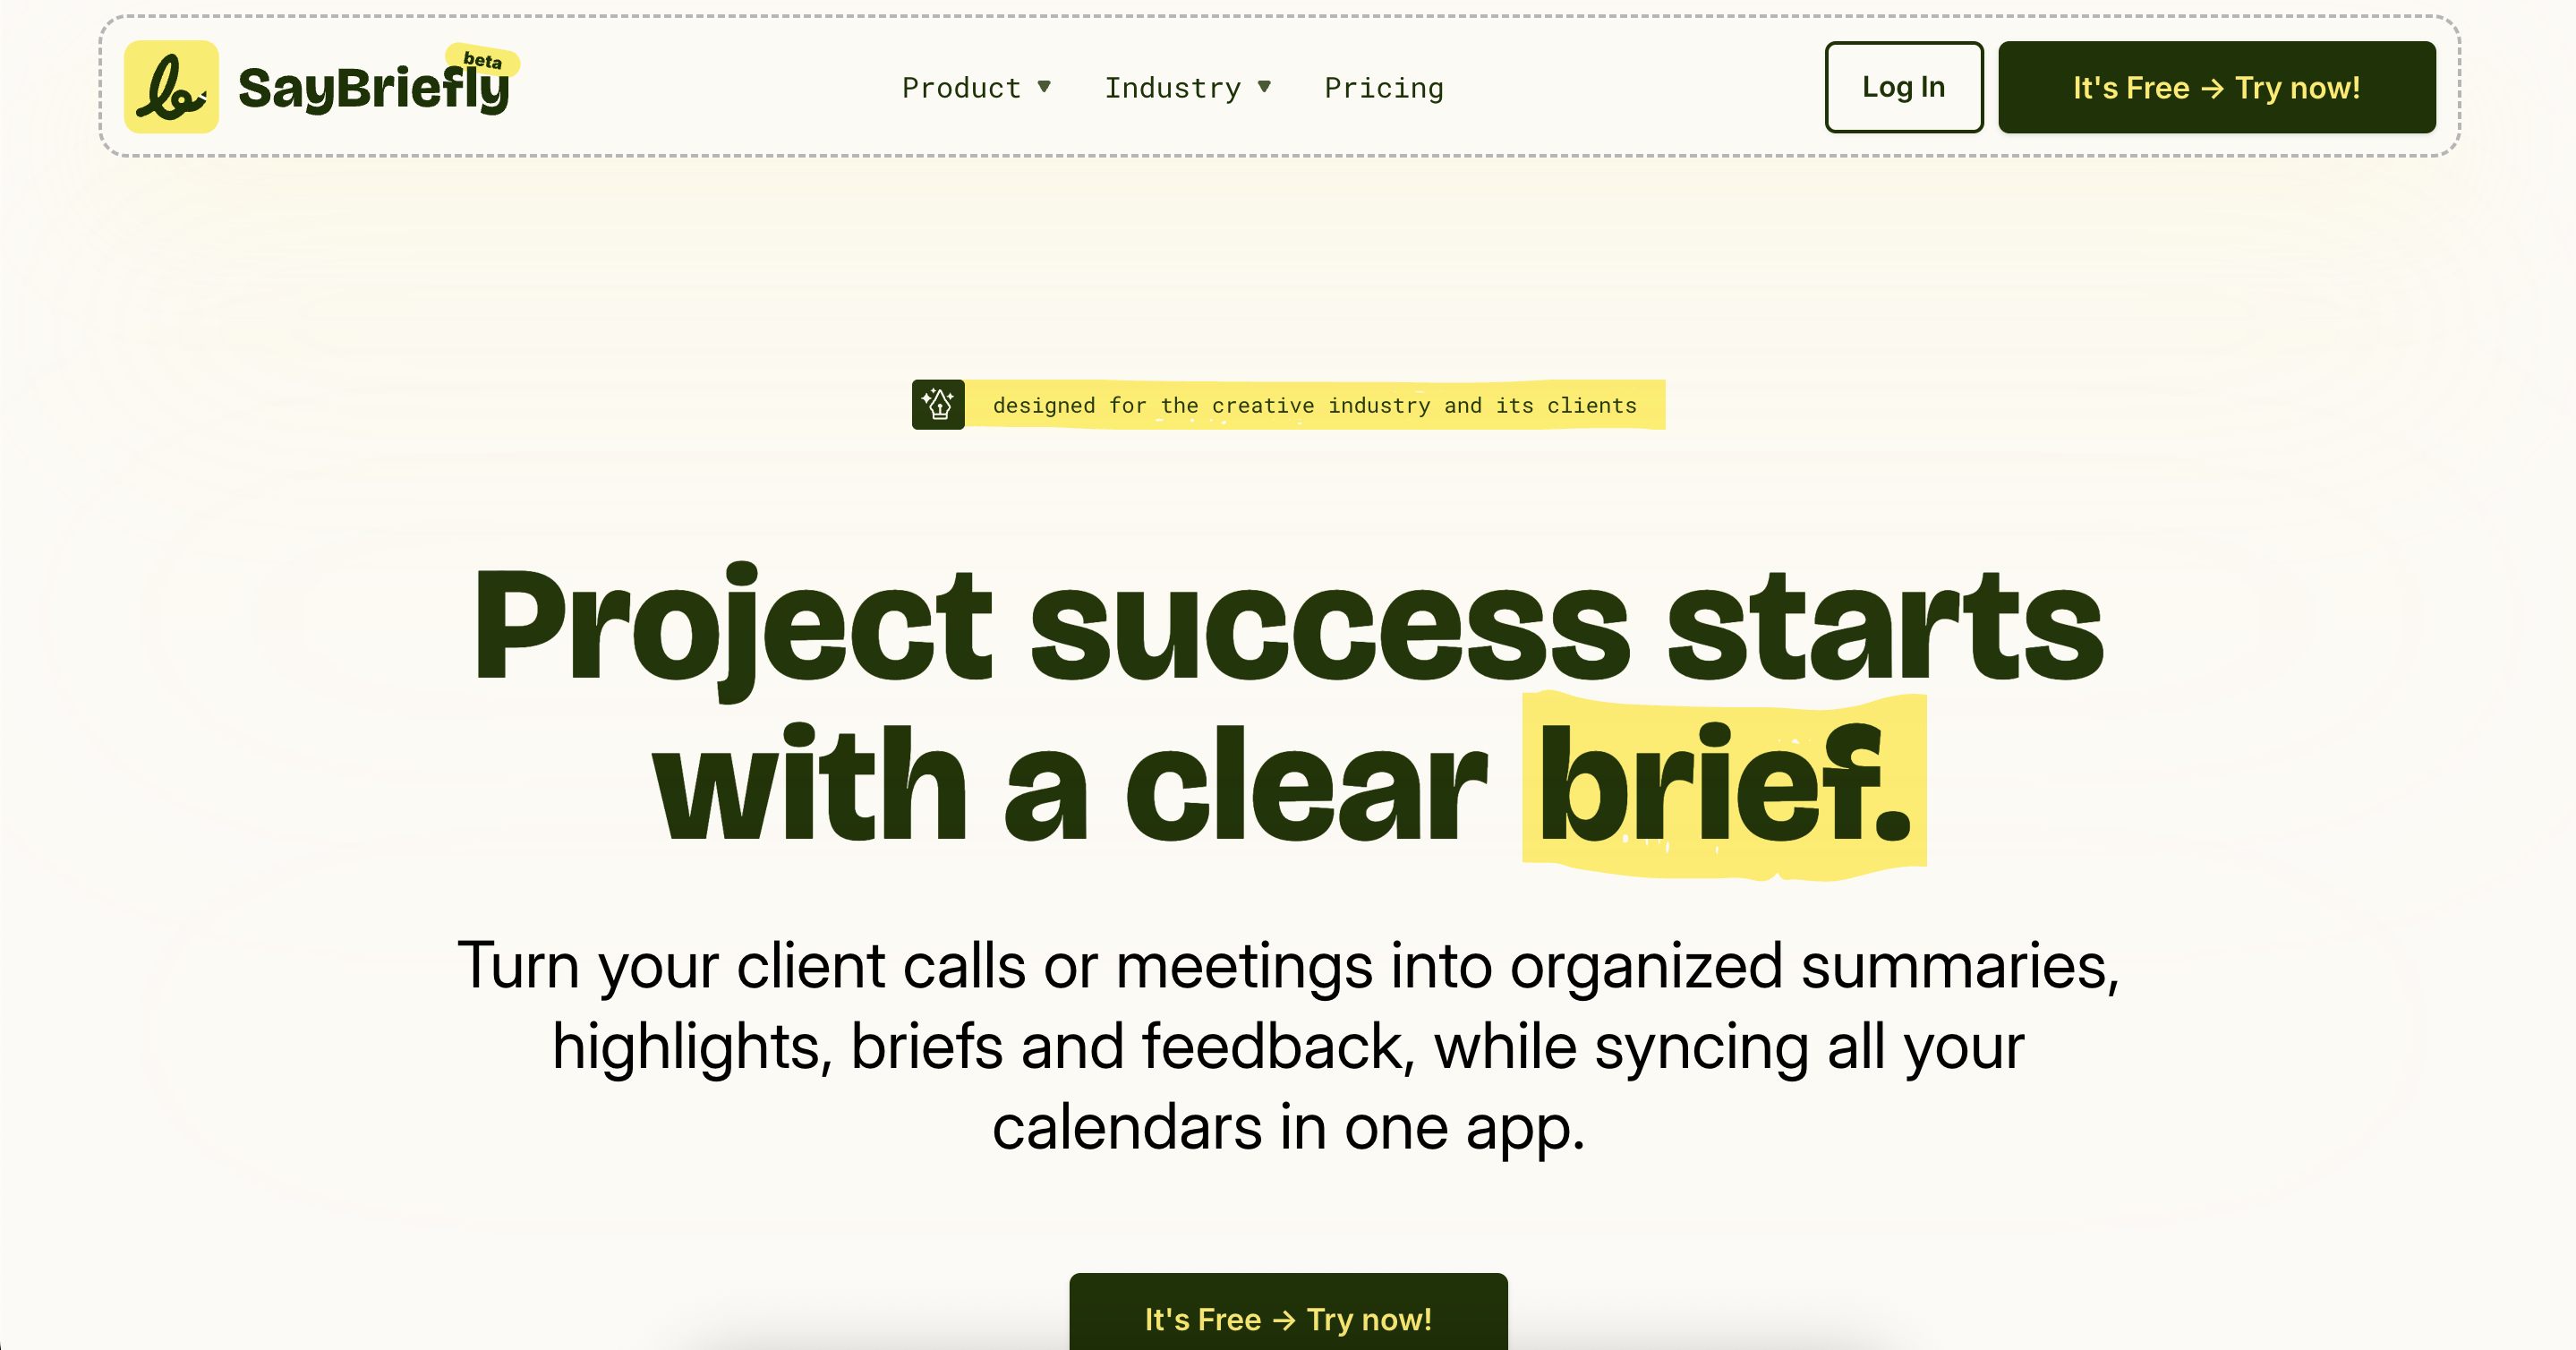 SayBriefly
beta
Product
Industry
Pricing
Log In
It's Free → Try now!
designed for the creative industry and its clients
Project success starts
with a clear brief.
Turn your client calls or meetings into organized summaries,
highlights, briefs and feedback, while syncing all your
calendars in one app.
It's Free → Try now!